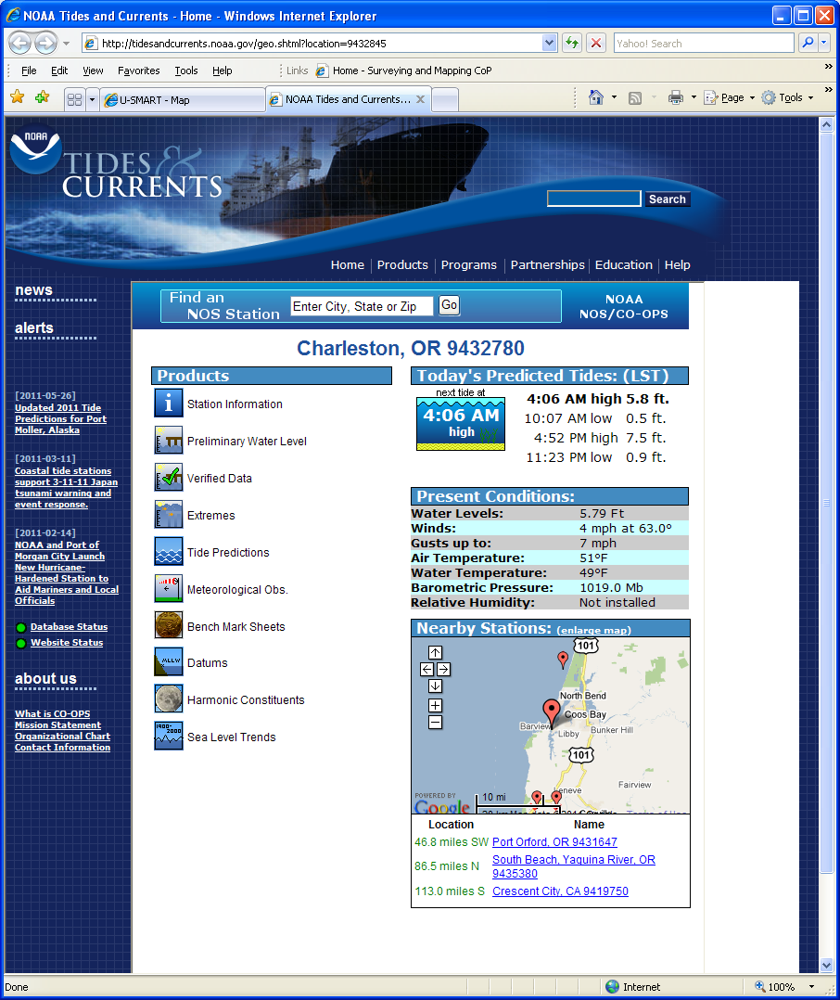 NOAA Tides and Currents - Home - Windows Internet Explorer
http://tidesandcurrents.noaa.gov/geo.shtml?location=9432845
Yahoo! Search
File Edit View Favorites Tools Help
Links Home - Surveying and Mapping CoP
U-SMART - Map
NOAA Tides and Currents...
Page Tools
NOAA
TIDES &
CURRENTS
Search
Home Products Programs Partnerships Education Help
news
alerts
[2011-05-26]
Updated 2011 Tide
Predictions for Port
Moller, Alaska
[2011-03-11]
Coastal tide stations
support 3-11-11 Japan
tsunami warning and
event response.
[2011-02-14]
NOAA and Port of
Morgan City Launch
New Hurricane-
Hardened Station to
Aid Mariners and Local
Officials
Database Status
Website Status
about us
What is CO-OPS
Mission Statement
Organizational Chart
Contact Information
Find an
NOS Station
Enter City, State or Zip
Go
NOAA
NOS/CO-OPS
Charleston, OR 9432780
Products
Station Information
Preliminary Water Level
Verified Data
Extremes
Tide Predictions
Meteorological Obs.
Bench Mark Sheets
MLLW
Datums
Harmonic Constituents
1900-
2000
Sea Level Trends
Today's Predicted Tides: (LST)
next tide at
4:06 AM
high
4:06 AM high 5.8 ft.
10:07 AM low 0.5 ft.
4:52 PM high 7.5 ft.
11:23 PM low 0.9 ft.
Present Conditions:
Water Levels: 5.79 Ft
Winds: 4 mph at 63.0°
Gusts up to: 7 mph
Air Temperature: 51°F
Water Temperature: 49°F
Barometric Pressure: 1019.0 Mb
Relative Humidity: Not installed
Nearby Stations: (enlarge map)
101
North Bend
Coos Bay
Barview
Libby
Bunker Hill
101
Fairview
POWERED BY
Google
10 mi
Terms of Use
Location Name
46.8 miles SW Port Orford, OR 9431647
86.5 miles N South Beach, Yaquina River, OR
9435380
113.0 miles S Crescent City, CA 9419750
Done
Internet
100%